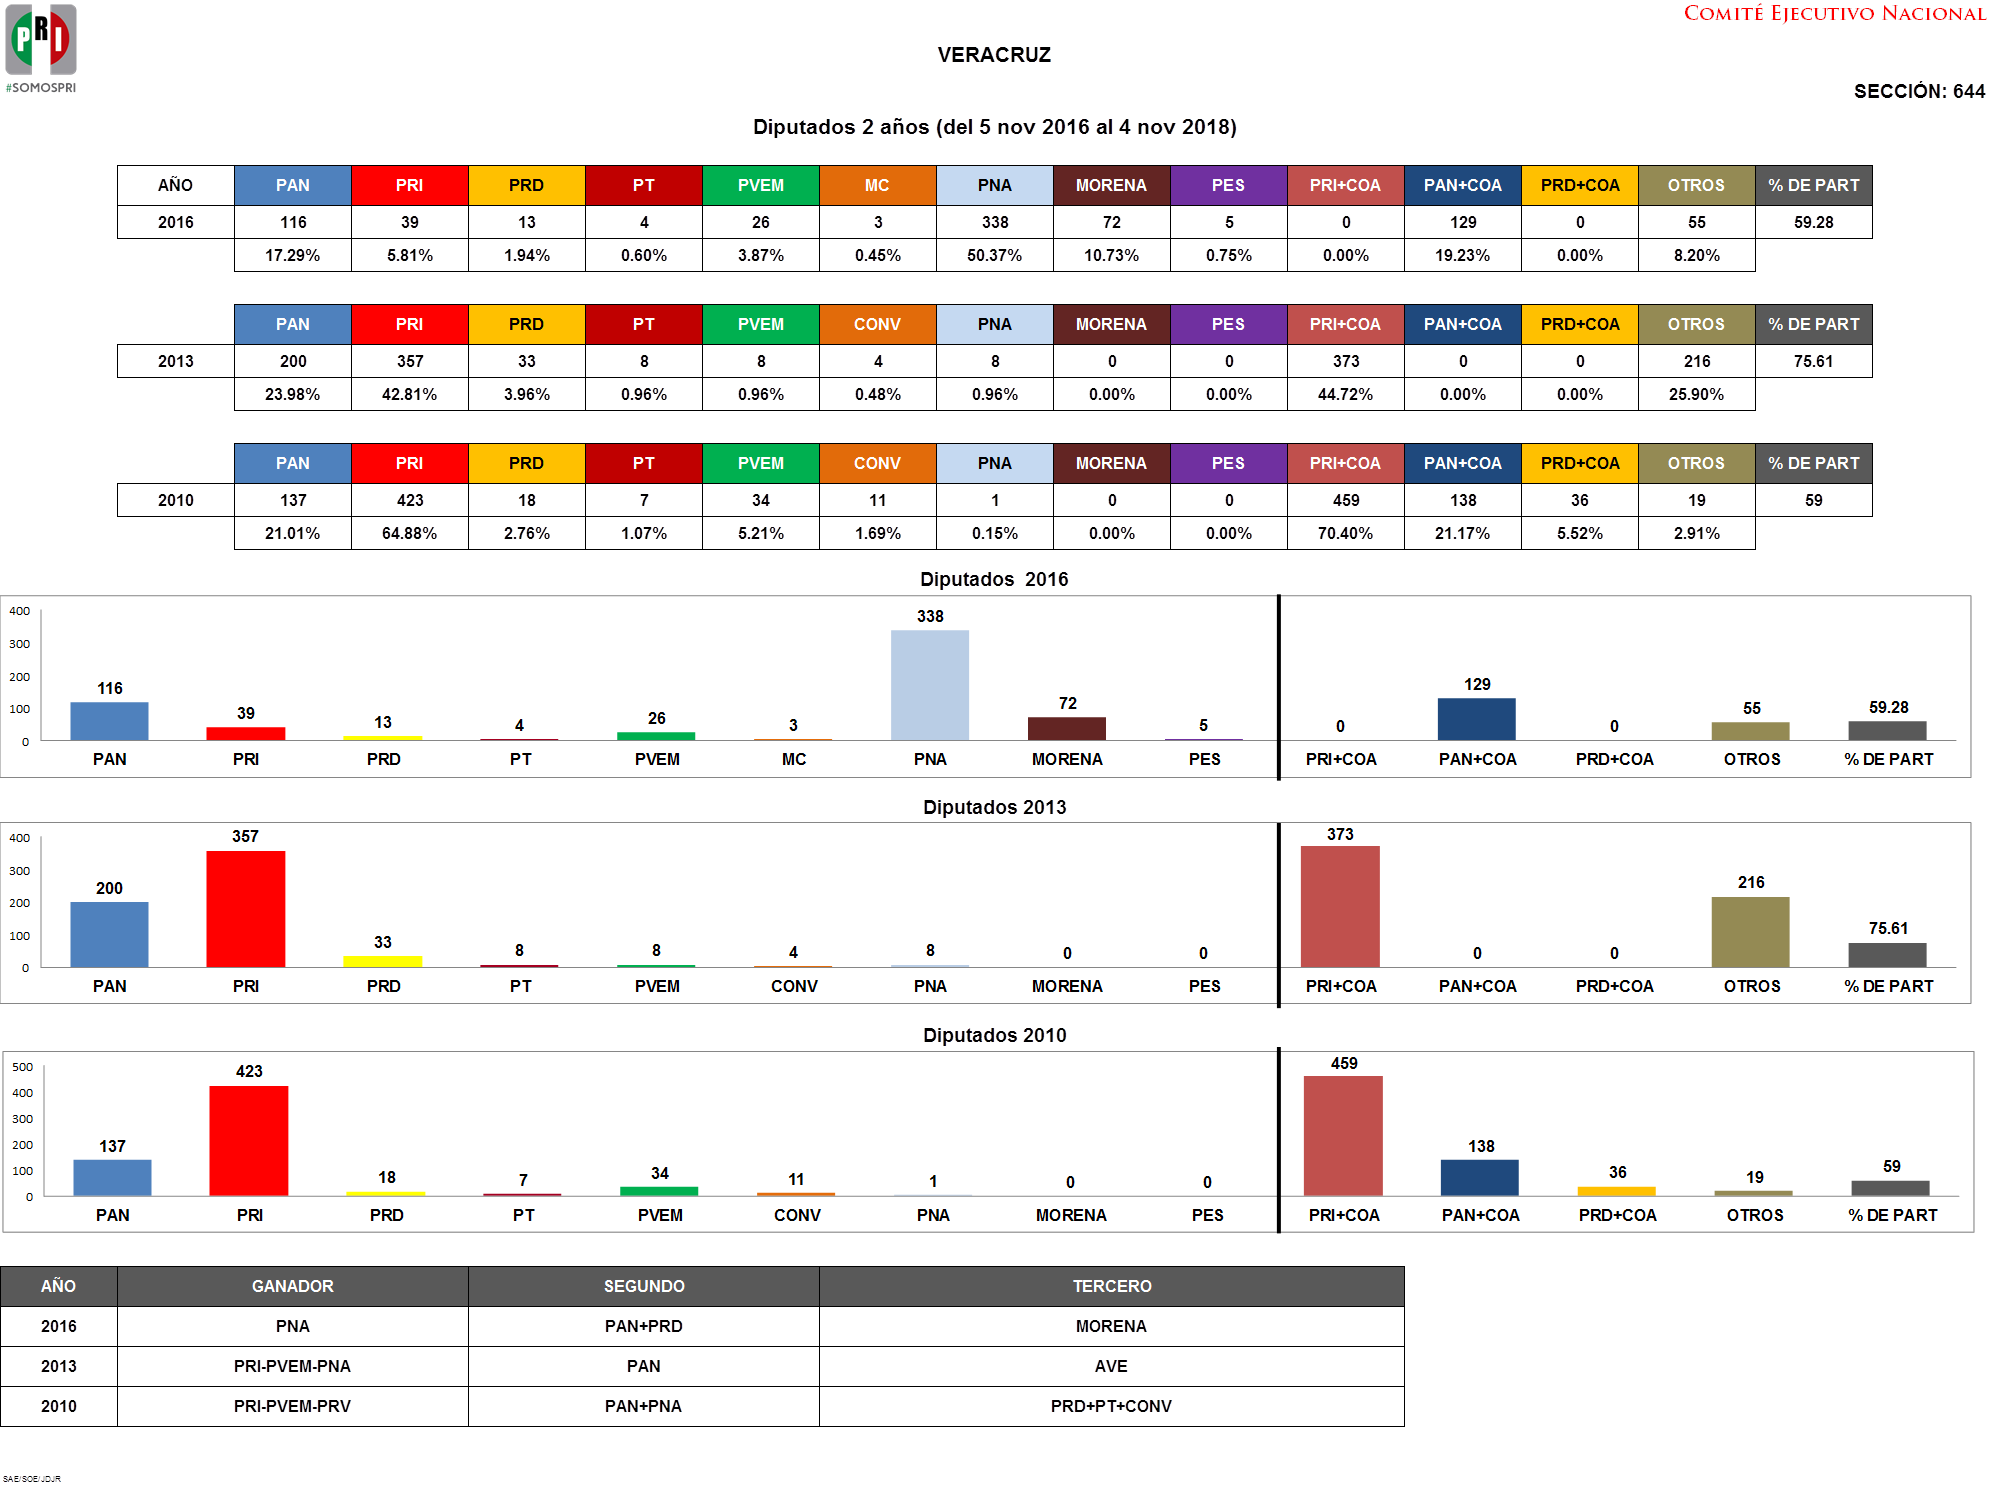 COMITÉ EJECUTIVO NACIONAL
PRI
#SOMOSPRI
VERACRUZ
SECCIÓN: 644
Diputados 2 años (del 5 nov 2016 al 4 nov 2018)
AÑO PAN PRI PRD PT PVEM MC PNA MORENA PES PRI+COA PAN+COA PRD+COA OTROS % DE PART
2016 116 39 13 4 26 3 338 72 5 0 129 0 55 59.28
17.29% 5.81% 1.94% 0.60% 3.87% 0.45% 50.37% 10.73% 0.75% 0.00% 19.23% 0.00% 8.20%
PAN PRI PRD PT PVEM CONV PNA MORENA PES PRI+COA PAN+COA PRD+COA OTROS % DE PART
2013 200 357 33 8 8 4 8 0 0 373 0 0 216 75.61
23.98% 42.81% 3.96% 0.96% 0.96% 0.48% 0.96% 0.00% 0.00% 44.72% 0.00% 0.00% 25.90%
PAN PRI PRD PT PVEM CONV PNA MORENA PES PRI+COA PAN+COA PRD+COA OTROS % DE PART
2010 137 423 18 7 34 11 1 0 0 459 138 36 19 59
21.01% 64.88% 2.76% 1.07% 5.21% 1.69% 0.15% 0.00% 0.00% 70.40% 21.17% 5.52% 2.91%
Diputados 2016
400
300
200
100
0
116 39 13 4 26 3 338 72 5 0 129 0 55 59.28
PAN PRI PRD PT PVEM MC PNA MORENA PES PRI+COA PAN+COA PRD+COA OTROS % DE PART
Diputados 2013
400
300
200
100
0
200 357 33 8 8 4 8 0 0 373 0 0 216 75.61
PAN PRI PRD PT PVEM CONV PNA MORENA PES PRI+COA PAN+COA PRD+COA OTROS % DE PART
Diputados 2010
500
400
300
200
100
0
137 423 18 7 34 11 1 0 0 459 138 36 19 59
PAN PRI PRD PT PVEM CONV PNA MORENA PES PRI+COA PAN+COA PRD+COA OTROS % DE PART
AÑO GANADOR SEGUNDO TERCERO
2016 PNA PAN+PRD MORENA
2013 PRI-PVEM-PNA PAN AVE
2010 PRI-PVEM-PRV PAN+PNA PRD+PT+CONV
SAE/SOE/JDJR